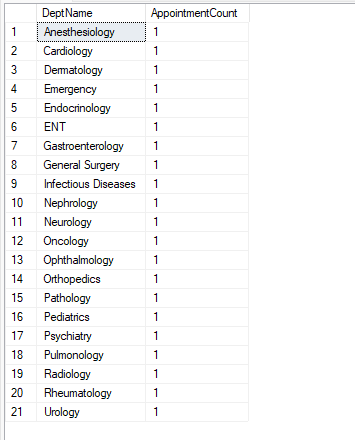 DeptName AppointmentCount
1 Anesthesiology 1
2 Cardiology 1
3 Dermatology 1
4 Emergency 1
5 Endocrinology 1
6 ENT 1
7 Gastroenterology 1
8 General Surgery 1
9 Infectious Diseases 1
10 Nephrology 1
11 Neurology 1
12 Oncology 1
13 Ophthalmology 1
14 Orthopedics 1
15 Pathology 1
16 Pediatrics 1
17 Psychiatry 1
18 Pulmonology 1
19 Radiology 1
20 Rheumatology 1
21 Urology 1